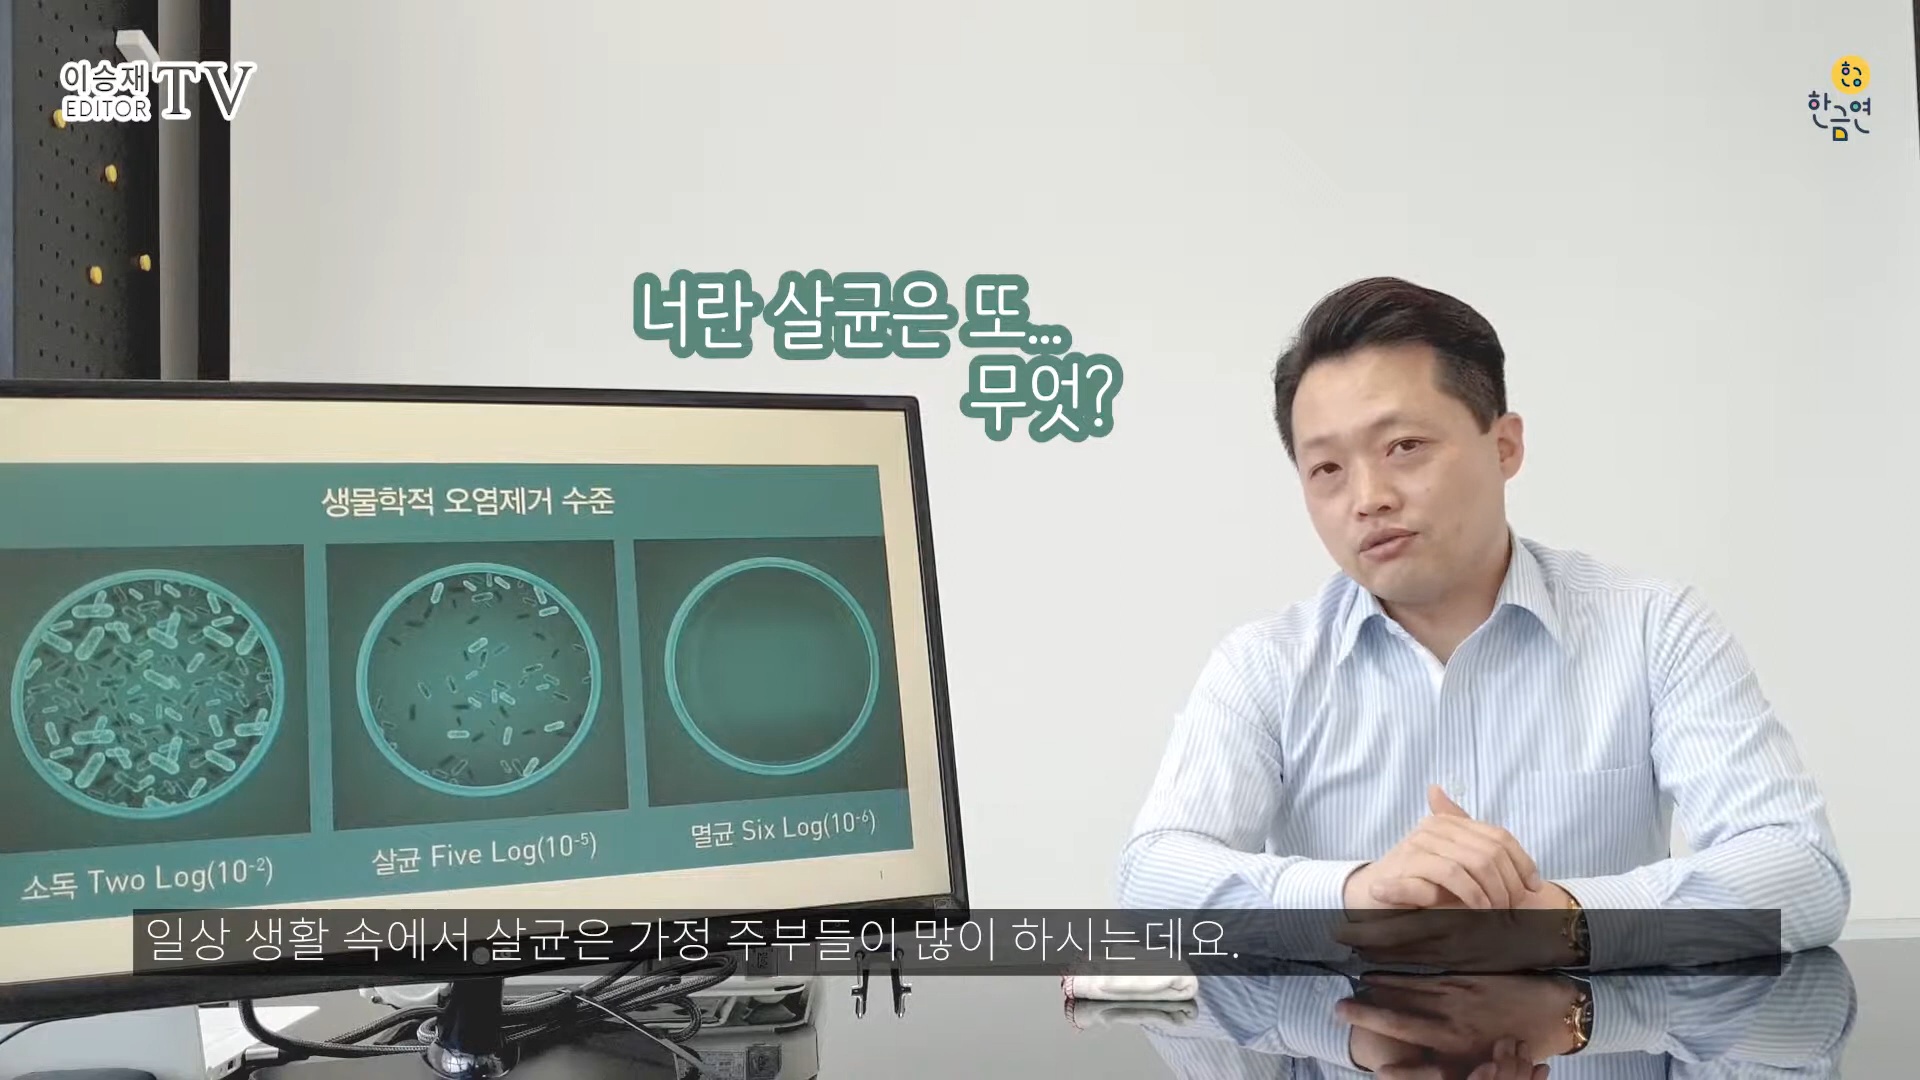 이승재
EDITOR
TV
한
한금연
너란 살균은 또...
무엇?
생물학적 오염제거 수준
소독 Two Log(10⁻²)
살균 Five Log(10⁻⁵)
멸균 Six Log(10⁻⁶)
일상 생활 속에서 살균은 가정 주부들이 많이 하시는데요.